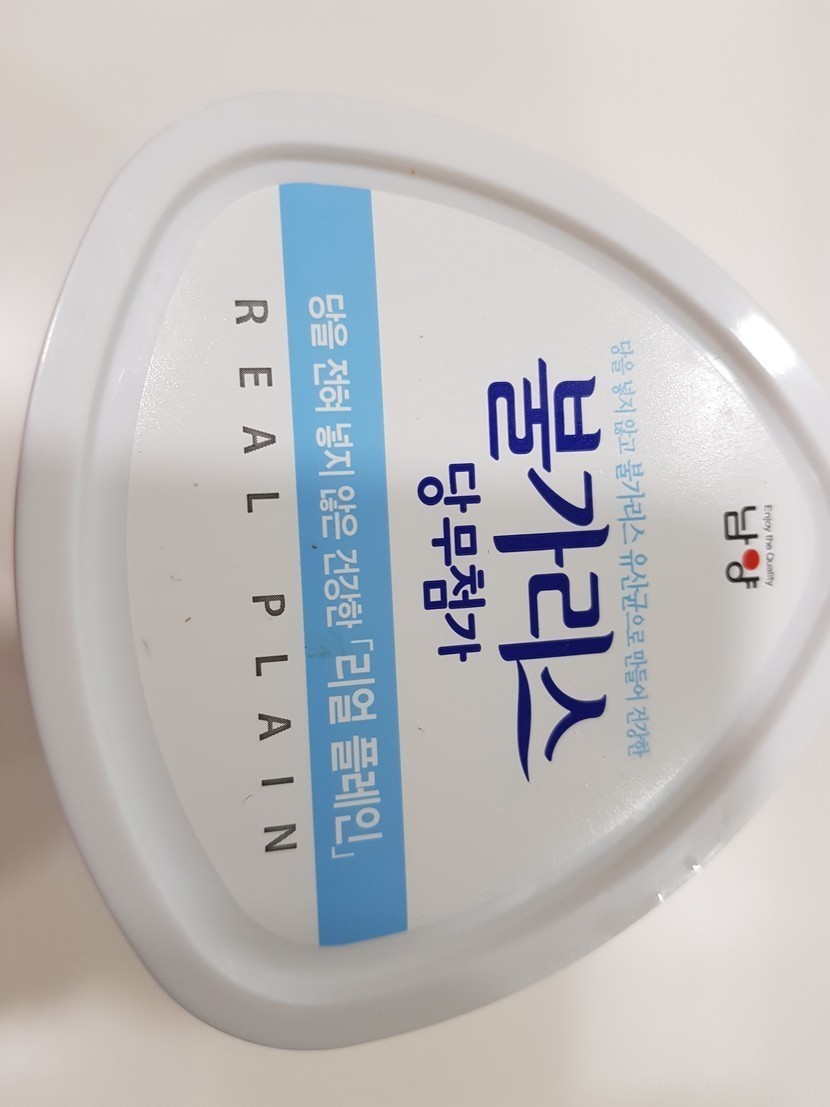 Enjoy the Quality
남양
당을 넣지 않고 불가리스 유산균으로 만들어 건강한
불가리스
당무첨가
당을 전혀 넣지 않은 건강한 「리얼 플레인」
REAL PLAIN